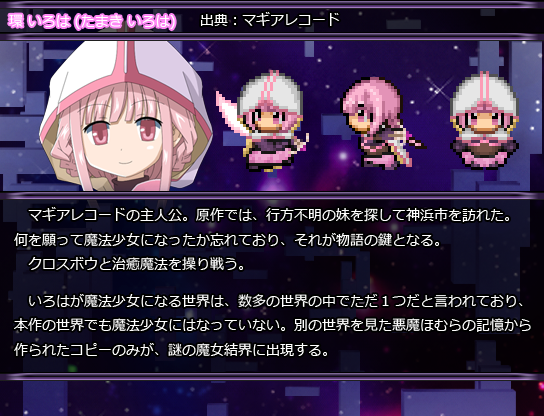 環 いろは (たまき いろは) 出典：マギアレコード
マギアレコードの主人公。原作では、行方不明の妹を探して神浜市を訪れた。
何を願って魔法少女になったか忘れており、それが物語の鍵となる。
クロスボウと治癒魔法を操り戦う。
いろはが魔法少女になる世界は、数多の世界の中でただ１つだと言われており、
本作の世界でも魔法少女にはなっていない。別の世界を見た悪魔ほむらの記憶から
作られたコピーのみが、謎の魔女結界に出現する。